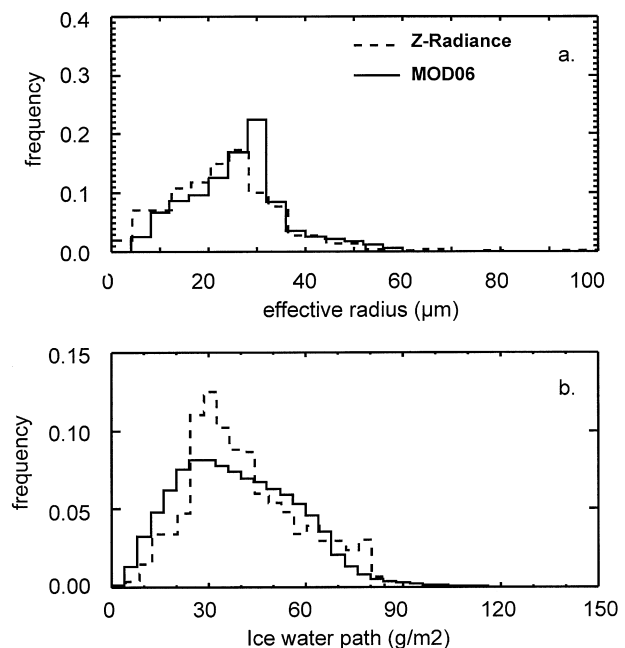 0.4
Z-Radiance
a.
MOD06
0.3
frequency
0.2
0.1
0.0
0 20 40 60 80 100
effective radius (µm)
0.15
b.
0.10
frequency
0.05
0.00
0 30 60 90 120 150
Ice water path (g/m2)